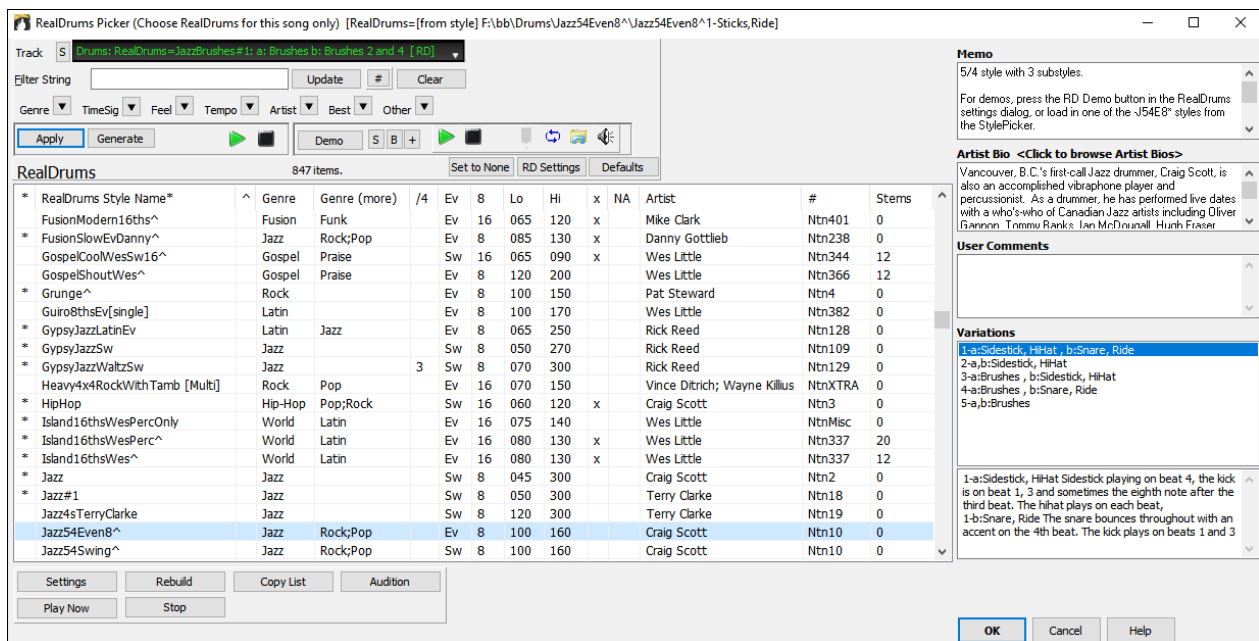 RealDrums Picker (Choose RealDrums for this song only) [RealDrums=[from style] F:\bb\Drums\Jazz54Even8^\Jazz54Even8^1-Sticks,Ride]
Track S Drums: RealDrums=JazzBrushes#1: a: Brushes b: Brushes 2 and 4 [RD]
Filter String Update # Clear
Genre TimeSig Feel Tempo Artist Best Other
Apply Generate Demo S B +
RealDrums 847 items. Set to None RD Settings Defaults
* RealDrums Style Name* ^ Genre Genre (more) /4 Ev 8 Lo Hi x NA Artist # Stems
FusionModern16ths^ Fusion Funk Ev 16 065 120 x Mike Clark Ntn401 0
* FusionSlowEvDanny^ Jazz Rock;Pop Ev 8 085 130 x Danny Gottlieb Ntn238 0
GospelCoolWesSw16^ Gospel Praise Sw 16 065 090 x Wes Little Ntn344 12
GospelShoutWes^ Gospel Praise Ev 8 120 200 Wes Little Ntn366 12
* Grunge^ Rock Ev 8 100 150 Pat Steward Ntn4 0
Guiro8thsEv[single] Latin Ev 8 100 170 Wes Little Ntn382 0
* GypsyJazzLatinEv Latin Jazz Ev 8 065 250 Rick Reed Ntn128 0
* GypsyJazzSw Jazz Sw 8 050 270 Rick Reed Ntn109 0
* GypsyJazzWaltzSw Jazz 3 Sw 8 070 300 Rick Reed Ntn129 0
Heavy4x4RockWithTamb [Multi] Rock Pop Ev 16 070 150 Vince Ditrich; Wayne Killius NtnXTRA 0
* HipHop Hip-Hop Pop;Rock Sw 16 060 120 x Craig Scott Ntn3 0
* Island16thsWesPercOnly World Latin Ev 16 075 140 Wes Little NtnMisc 0
* Island16thsWesPerc^ World Latin Ev 16 080 130 x Wes Little Ntn337 20
* Island16thsWes^ World Latin Ev 16 080 130 x Wes Little Ntn337 12
* Jazz Jazz Sw 8 045 300 Craig Scott Ntn2 0
* Jazz#1 Jazz Sw 8 050 300 Terry Clarke Ntn18 0
Jazz4sTerryClarke Jazz Sw 8 120 300 Terry Clarke Ntn19 0
Jazz54Even8^ Jazz Rock;Pop Ev 8 100 160 Craig Scott Ntn10 0
Jazz54Swing^ Jazz Rock;Pop Sw 8 100 160 Craig Scott Ntn10 0
Settings Rebuild Copy List Audition
Play Now Stop
Memo
5/4 style with 3 substyles.
For demos, press the RD Demo button in the RealDrums
settings dialog, or load in one of the -J54E8* styles from
the StylePicker.
Artist Bio <Click to browse Artist Bios>
Vancouver, B.C.'s first-call Jazz drummer, Craig Scott, is
also an accomplished vibraphone player and
percussionist. As a drummer, he has performed live dates
with a who's-who of Canadian Jazz artists including Oliver
Gannon, Tommy Banks, Ian McDougall, Hugh Fraser
User Comments
Variations
1-a:Sidestick, HiHat , b:Snare, Ride
2-a,b:Sidestick, HiHat
3-a:Brushes , b:Sidestick, HiHat
4-a:Brushes , b:Snare, Ride
5-a,b:Brushes
1-a:Sidestick, HiHat Sidestick playing on beat 4, the kick
is on beat 1, 3 and sometimes the eighth note after the
third beat. The hihat plays on each beat,
1-b:Snare, Ride The snare bounces throughout with an
accent on the 4th beat. The kick plays on beats 1 and 3
OK Cancel Help